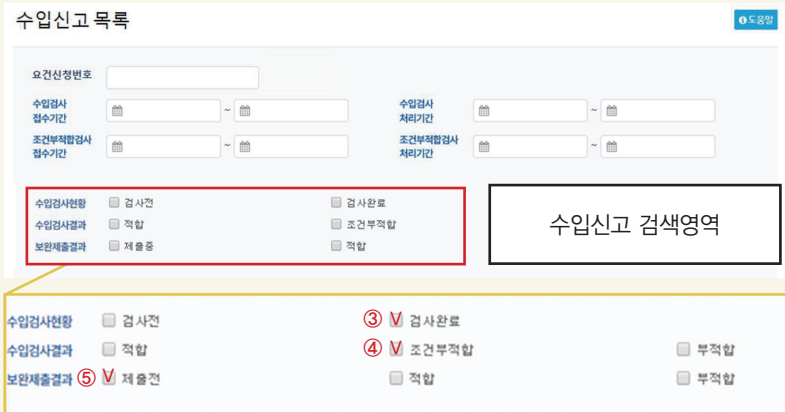 수입신고 목록
도움말
요건신청번호
수입검사 접수기간 ~ 수입검사 처리기간 ~
조건부적합검사 접수기간 ~ 조건부적합검사 처리기간 ~
수입검사현황 검사전 검사완료
수입검사결과 적합 조건부적합
보완제출결과 제출중 적합
수입신고 검색영역
수입검사현황 검사전 ③ V 검사완료
수입검사결과 적합 ④ V 조건부적합 부적합
보완제출결과 ⑤ V 제출전 적합 부적합